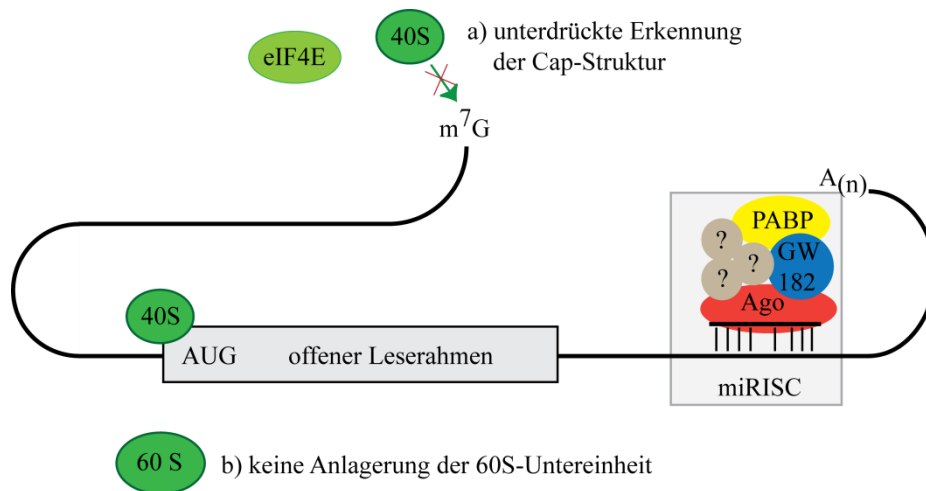 40S
a) unterdrückte Erkennung
eIF4E
der Cap-Struktur
m⁷G
A(n)
PABP
?
?
GW
?
182
Ago
40S
AUG offener Leserahmen
miRISC
60 S
b) keine Anlagerung der 60S-Untereinheit